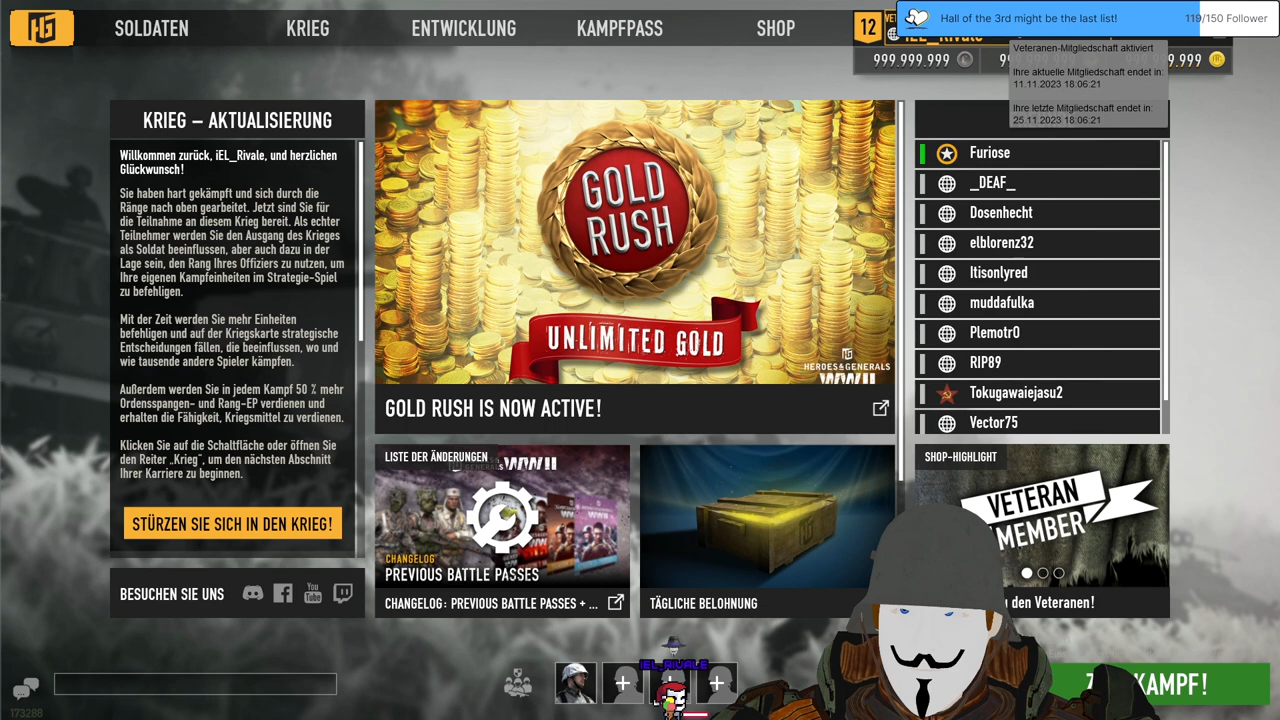 SOLDATEN
KRIEG
ENTWICKLUNG
KAMPFPASS
SHOP
12
Hall of the 3rd might be the last list!
119/150 Follower
999.999.999
Veteranen-Mitgliedschaft aktiviert
Ihre aktuelle Mitgliedschaft endet in:
11.11.2023 18:06:21
Ihre letzte Mitgliedschaft endet in:
25.11.2023 18:06:21
KRIEG – AKTUALISIERUNG
Willkommen zurück, iEL_Rivale, und herzlichen
Glückwunsch!
Sie haben hart gekämpft und sich durch die
Ränge nach oben gearbeitet. Jetzt sind Sie für
die Teilnahme an diesem Krieg bereit. Als echter
Teilnehmer werden Sie den Ausgang des Krieges
als Soldat beeinflussen, aber auch dazu in der
Lage sein, den Rang Ihres Offiziers zu nutzen, um
Ihre eigenen Kampfeinheiten im Strategie-Spiel
zu befehligen.
Mit der Zeit werden Sie mehr Einheiten
befehligen und auf der Kriegskarte strategische
Entscheidungen fällen, die beeinflussen, wo und
wie tausende andere Spieler kämpfen.
Außerdem werden Sie in jedem Kampf 50 % mehr
Ordensspangen- und Rang-EP verdienen und
erhalten die Fähigkeit, Kriegsmittel zu verdienen.
Klicken Sie auf die Schaltfläche oder öffnen Sie
den Reiter „Krieg“, um den nächsten Abschnitt
Ihrer Karriere zu beginnen.
STÜRZEN SIE SICH IN DEN KRIEG!
BESUCHEN SIE UNS
You
Tube
GOLD
RUSH
UNLIMITED GOLD
HEROES&GENERALS
WWII
GOLD RUSH IS NOW ACTIVE!
LISTE DER ÄNDERUNGEN
WWII
CHANGELOG
PREVIOUS BATTLE PASSES
CHANGELOG: PREVIOUS BATTLE PASSES + ...
TÄGLICHE BELOHNUNG
Furiose
_DEAF_
Dosenhecht
elblorenz32
Itisonlyred
muddafulka
Plemotr0
RIP89
Tokugawaiejasu2
Vector75
SHOP-HIGHLIGHT
VETERAN
MEMBER
den Veteranen!
iEL_RIVALE
KAMPF!
173288